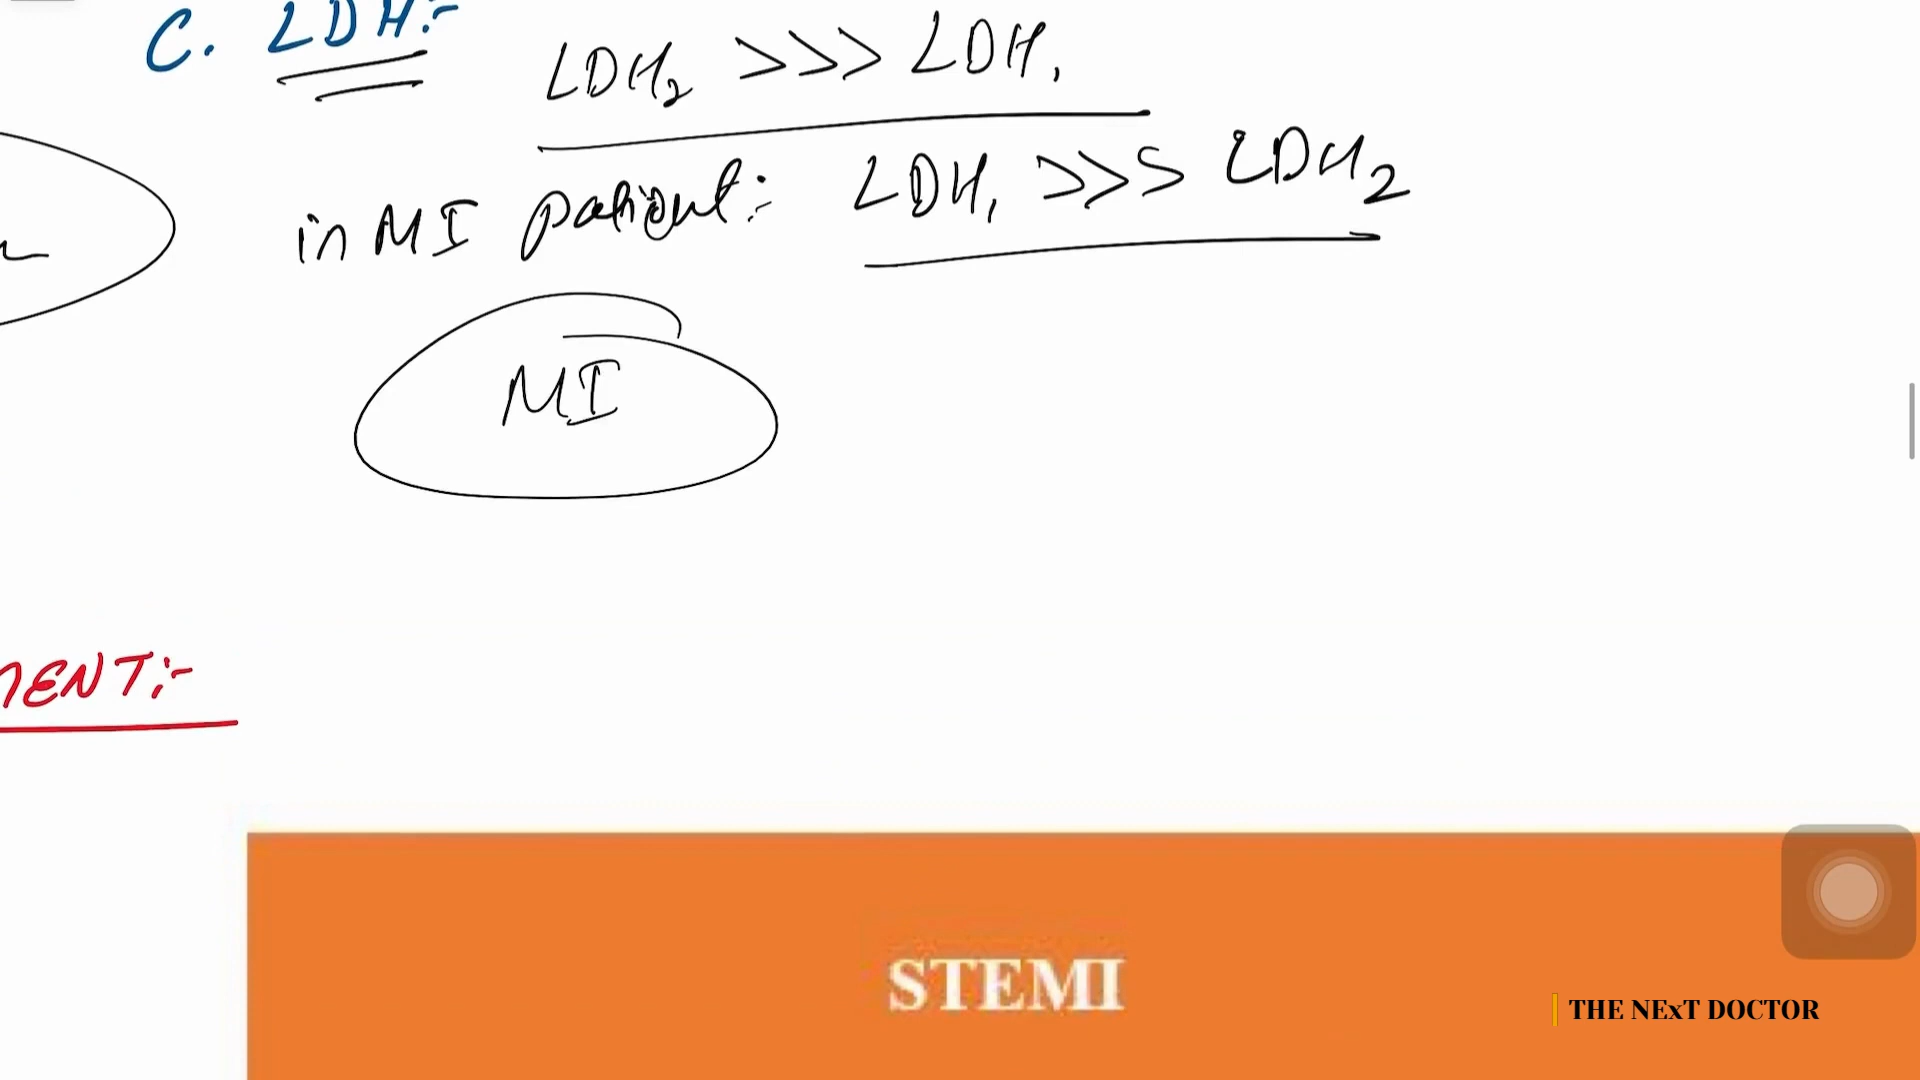 C. LDH:-
LDH₂ >>> LDH₁
in MI patient:- LDH₁ >>> LDH₂
MI
MENT:-
STEMI
THE NExT DOCTOR